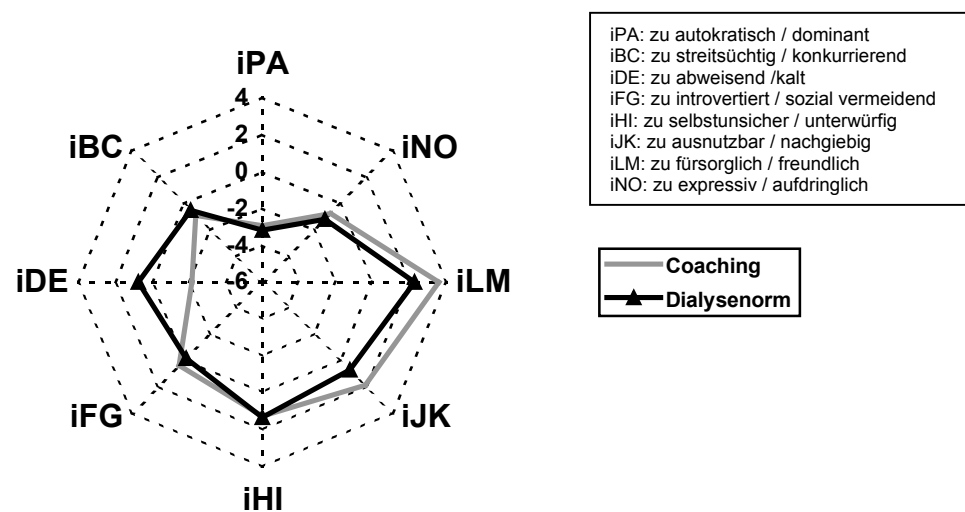 iPA: zu autokratisch / dominant
iBC: zu streitsüchtig / konkurrierend
iDE: zu abweisend /kalt
iFG: zu introvertiert / sozial vermeidend
iHI: zu selbstunsicher / unterwürfig
iJK: zu ausnutzbar / nachgiebig
iLM: zu fürsorglich / freundlich
iNO: zu expressiv / aufdringlich
iPA
4
2
0
-2
-4
-6
iBC
iNO
iDE
iLM
iFG
iJK
iHI
Coaching
Dialysenorm